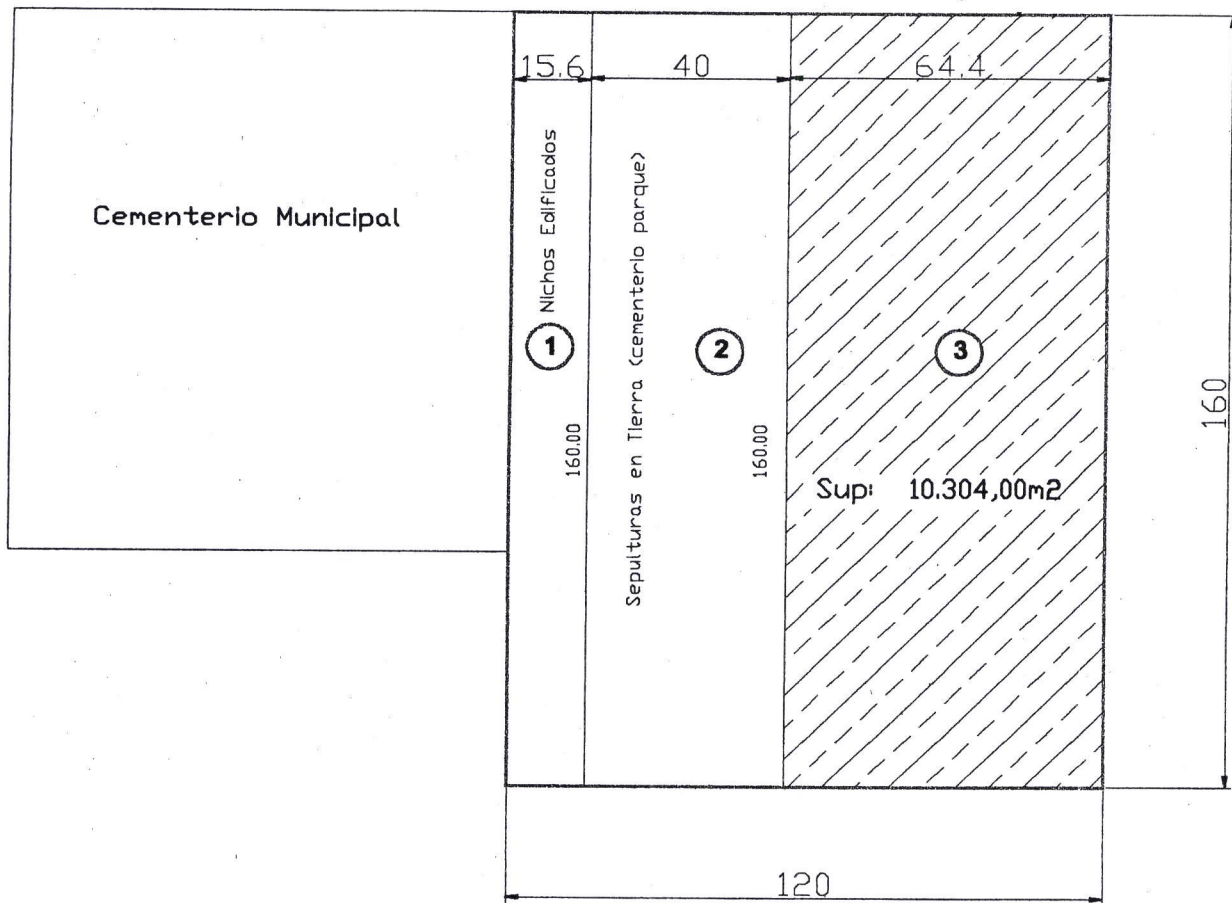 15.6
40
64.4
Cementerio Municipal
Nichos Edificados
Sepulturas en Tierra (cementerio parque)
1
2
3
160.00
160.00
160
Sup: 10.304,00m2
120